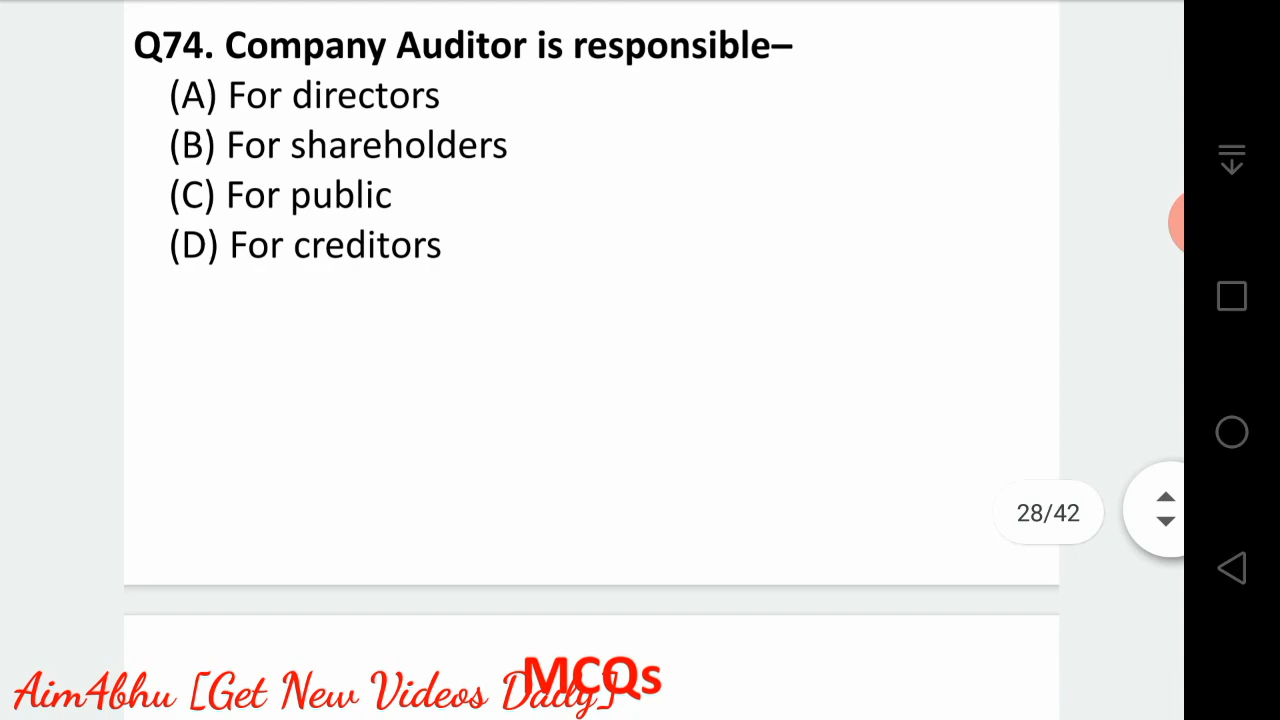 Q74. Company Auditor is responsible–
(A) For directors
(B) For shareholders
(C) For public
(D) For creditors
28/42
MCQs
Aim4bhu [Get New Videos Daily]